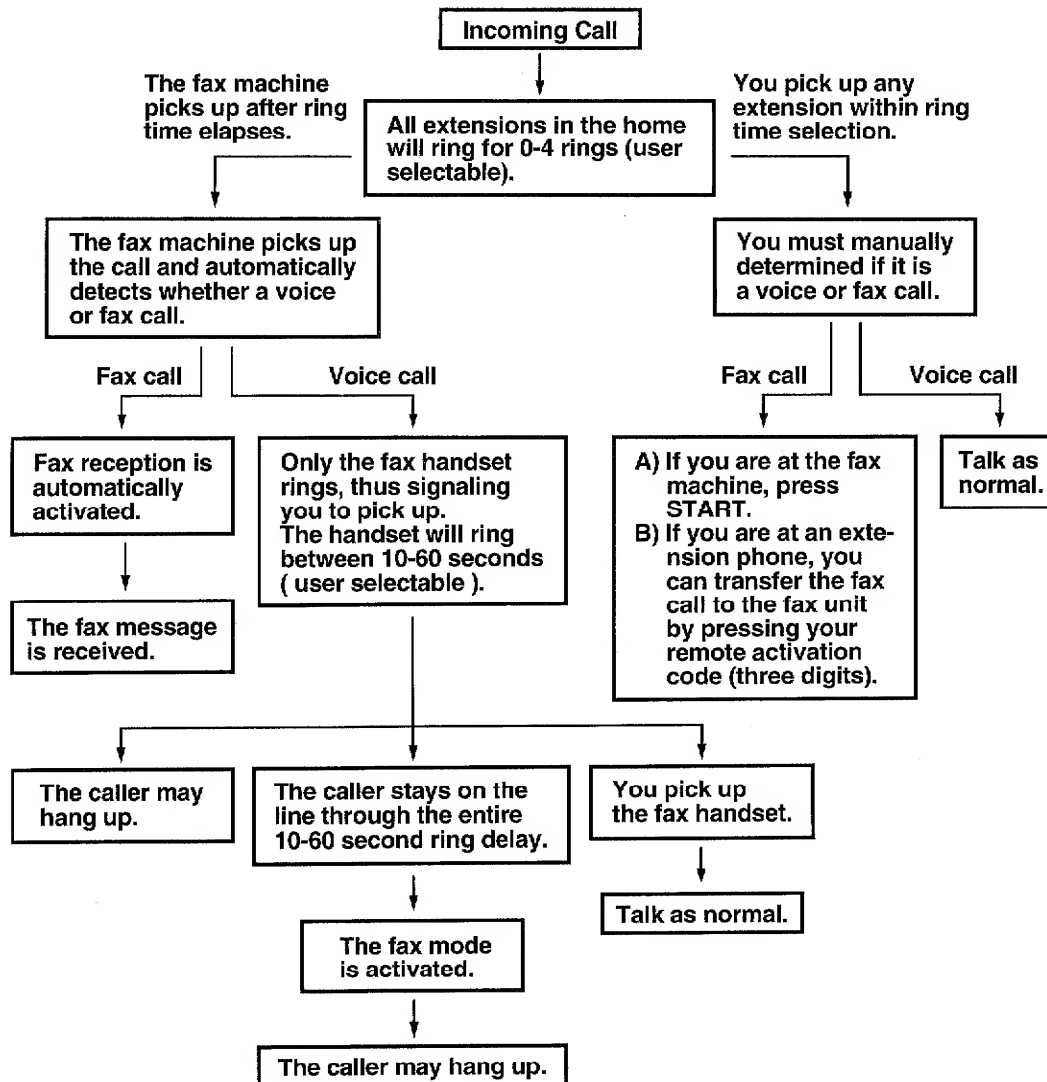 Incoming Call
The fax machine
picks up after ring
time elapses.
You pick up any
extension within ring
time selection.
All extensions in the home
will ring for 0-4 rings (user
selectable).
The fax machine picks up
the call and automatically
detects whether a voice
or fax call.
You must manually
determined if it is
a voice or fax call.
Fax call
Voice call
Fax call
Voice call
Fax reception is
automatically
activated.
Only the fax handset
rings, thus signaling
you to pick up.
The handset will ring
between 10-60 seconds
( user selectable ).
A) If you are at the fax
machine, press
START.
B) If you are at an exte-
nsion phone, you
can transfer the fax
call to the fax unit
by pressing your
remote activation
code (three digits).
Talk as
normal.
The fax message
is received.
The caller may
hang up.
The caller stays on the
line through the entire
10-60 second ring delay.
You pick up
the fax handset.
Talk as normal.
The fax mode
is activated.
The caller may hang up.